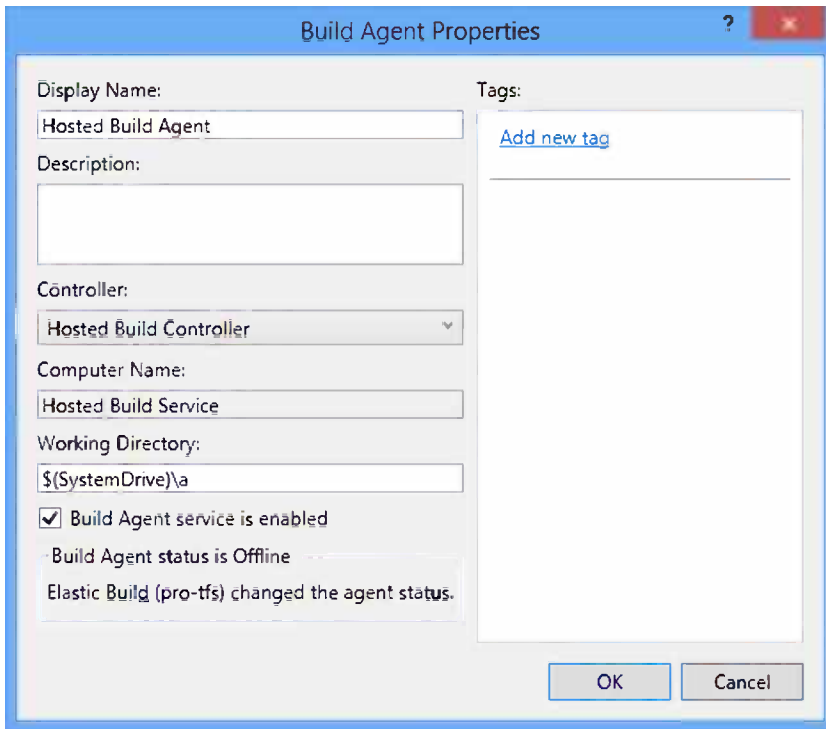 Build Agent Properties
?
Display Name:
Hosted Build Agent
Description:
Controller:
Hosted Build Controller
Computer Name:
Hosted Build Service
Working Directory:
$(SystemDrive)\a
Build Agent service is enabled
Build Agent status is Offline
Elastic Build (pro-tfs) changed the agent status.
Tags:
Add new tag
OK
Cancel